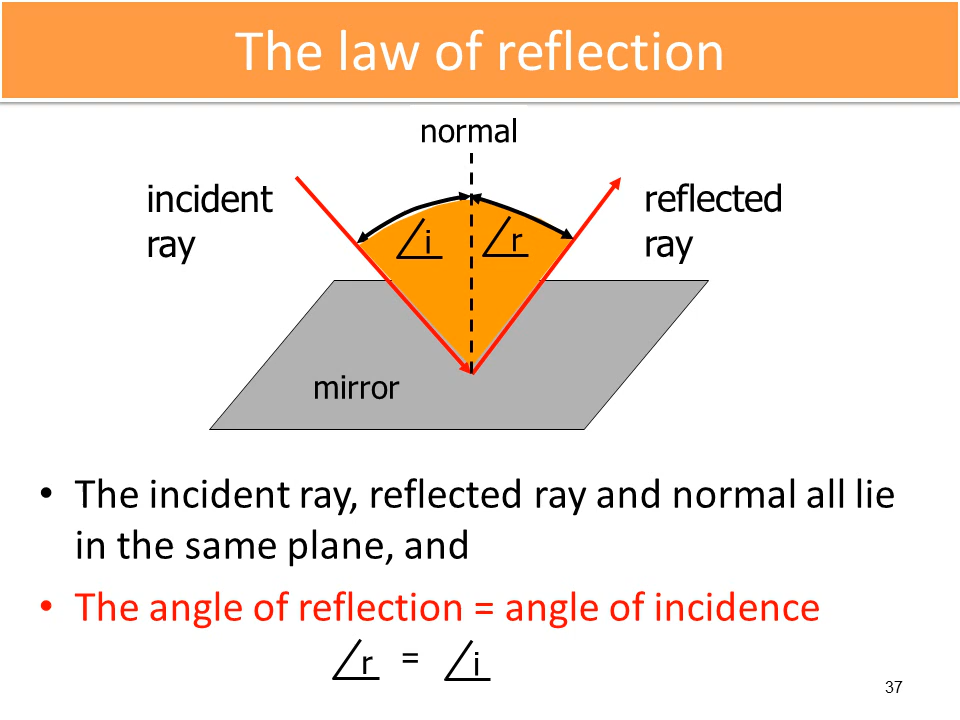 The law of reflection
normal
incident
ray
reflected
ray
∠i
∠r
mirror
• The incident ray, reflected ray and normal all lie
in the same plane, and
• The angle of reflection = angle of incidence
∠r = ∠i
37